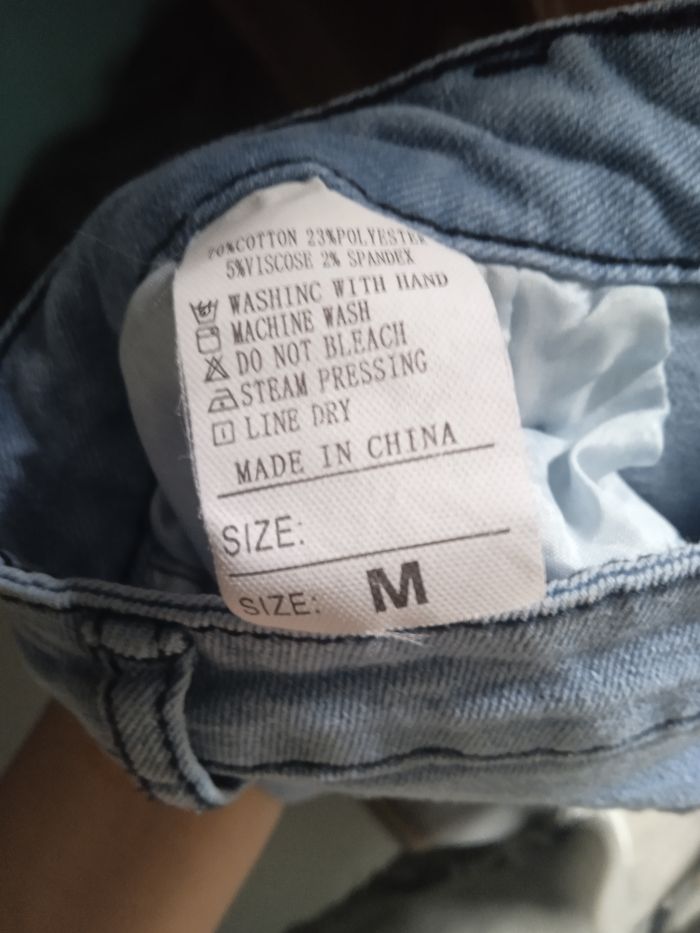 70%COTTON 23%POLYESTER
5%VISCOSE 2% SPANDEX
WASHINC WITH HAND
MACHINE WASH
DO NOT BLEACH
STEAM PRESSING
LINE DRY
MADE IN CHINA
SIZE:
SIZE: M